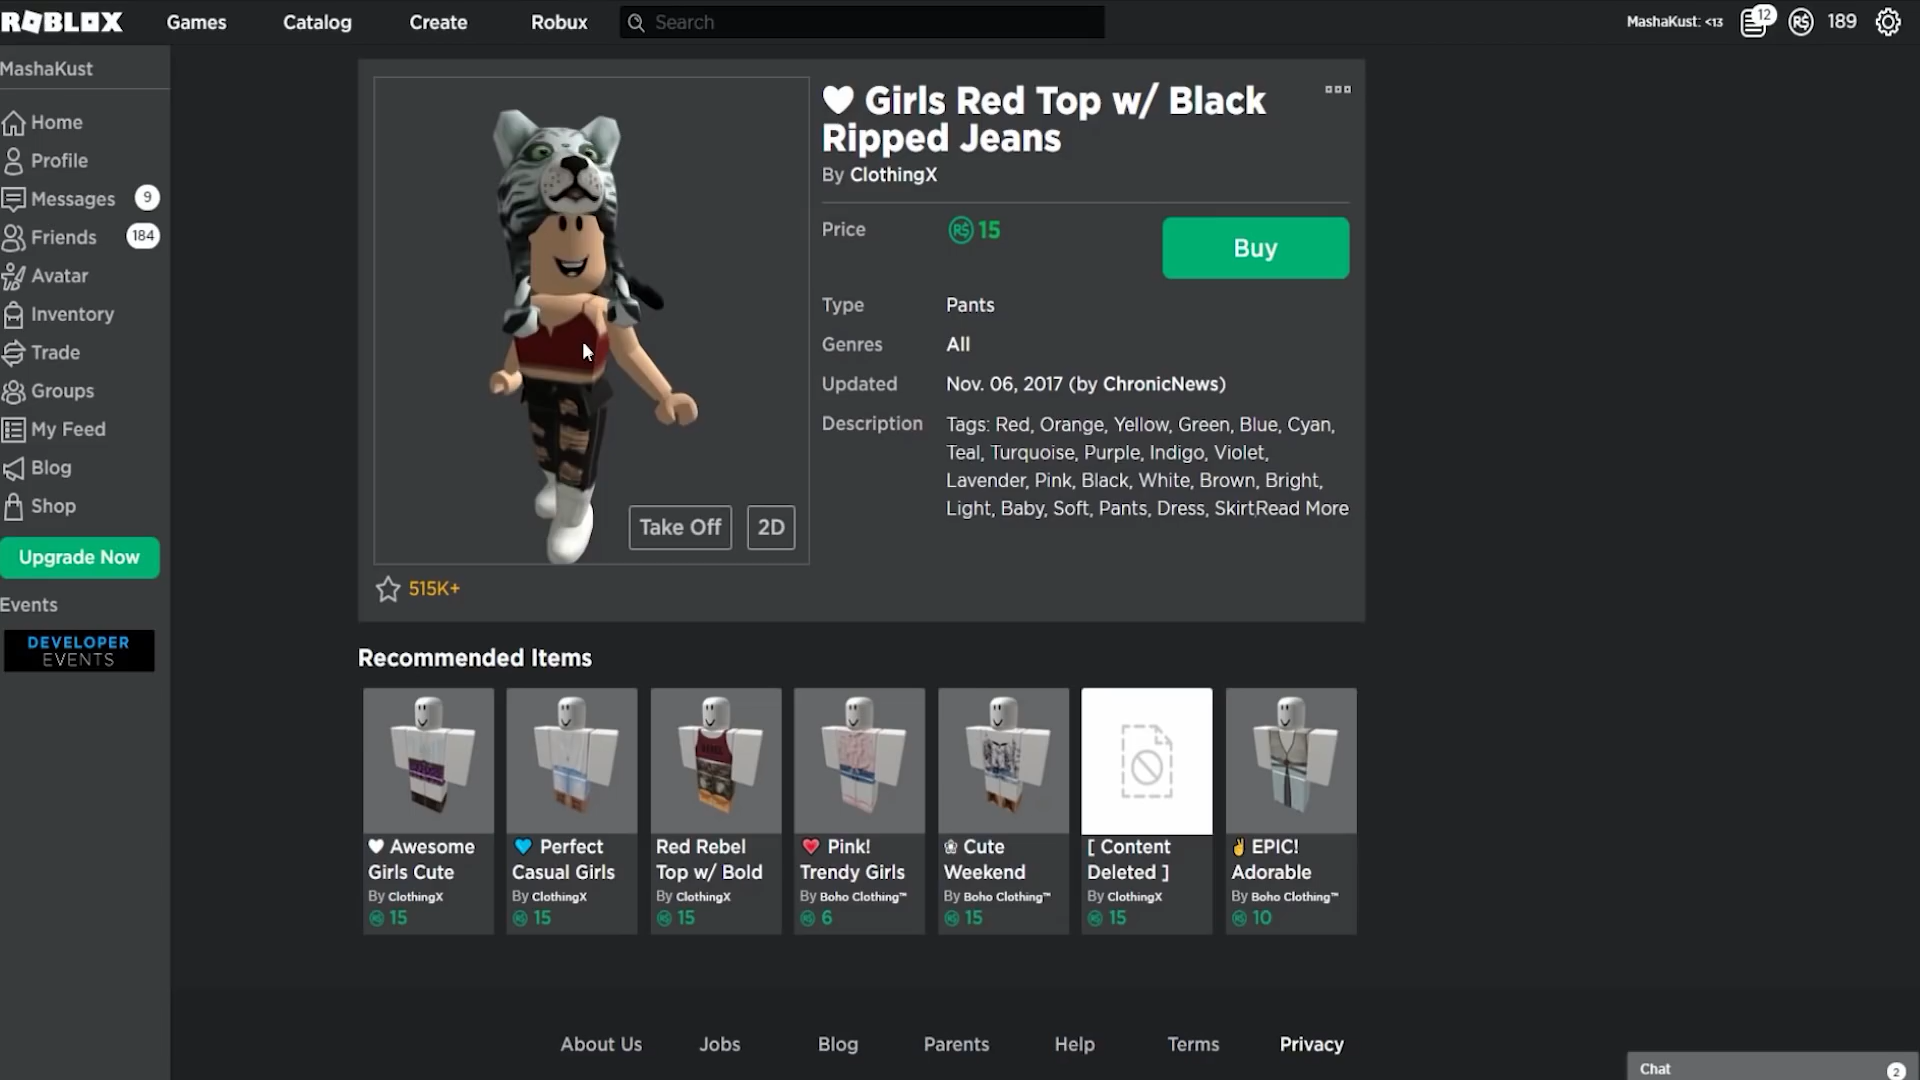 ROBLOX Games Catalog Create Robux Search MashaKust: <13 12 189
MashaKust
Home
Profile
Messages 9
Friends 184
Avatar
Inventory
Trade
Groups
My Feed
Blog
Shop
Upgrade Now
Events
DEVELOPER
EVENTS
Take Off 2D
515K+
Girls Red Top w/ Black
Ripped Jeans
By ClothingX
Price R$ 15
Buy
Type Pants
Genres All
Updated Nov. 06, 2017 (by ChronicNews)
Description Tags: Red, Orange, Yellow, Green, Blue, Cyan,
Teal, Turquoise, Purple, Indigo, Violet,
Lavender, Pink, Black, White, Brown, Bright,
Light, Baby, Soft, Pants, Dress, SkirtRead More
Recommended Items
🤍 Awesome
Girls Cute
By ClothingX
15
💙 Perfect
Casual Girls
By ClothingX
15
Red Rebel
Top w/ Bold
By ClothingX
15
❤️ Pink!
Trendy Girls
By Boho Clothing™
6
❀ Cute
Weekend
By Boho Clothing™
15
[ Content
Deleted ]
By ClothingX
15
✌️ EPIC!
Adorable
By Boho Clothing™
10
About Us Jobs Blog Parents Help Terms Privacy
Chat 2